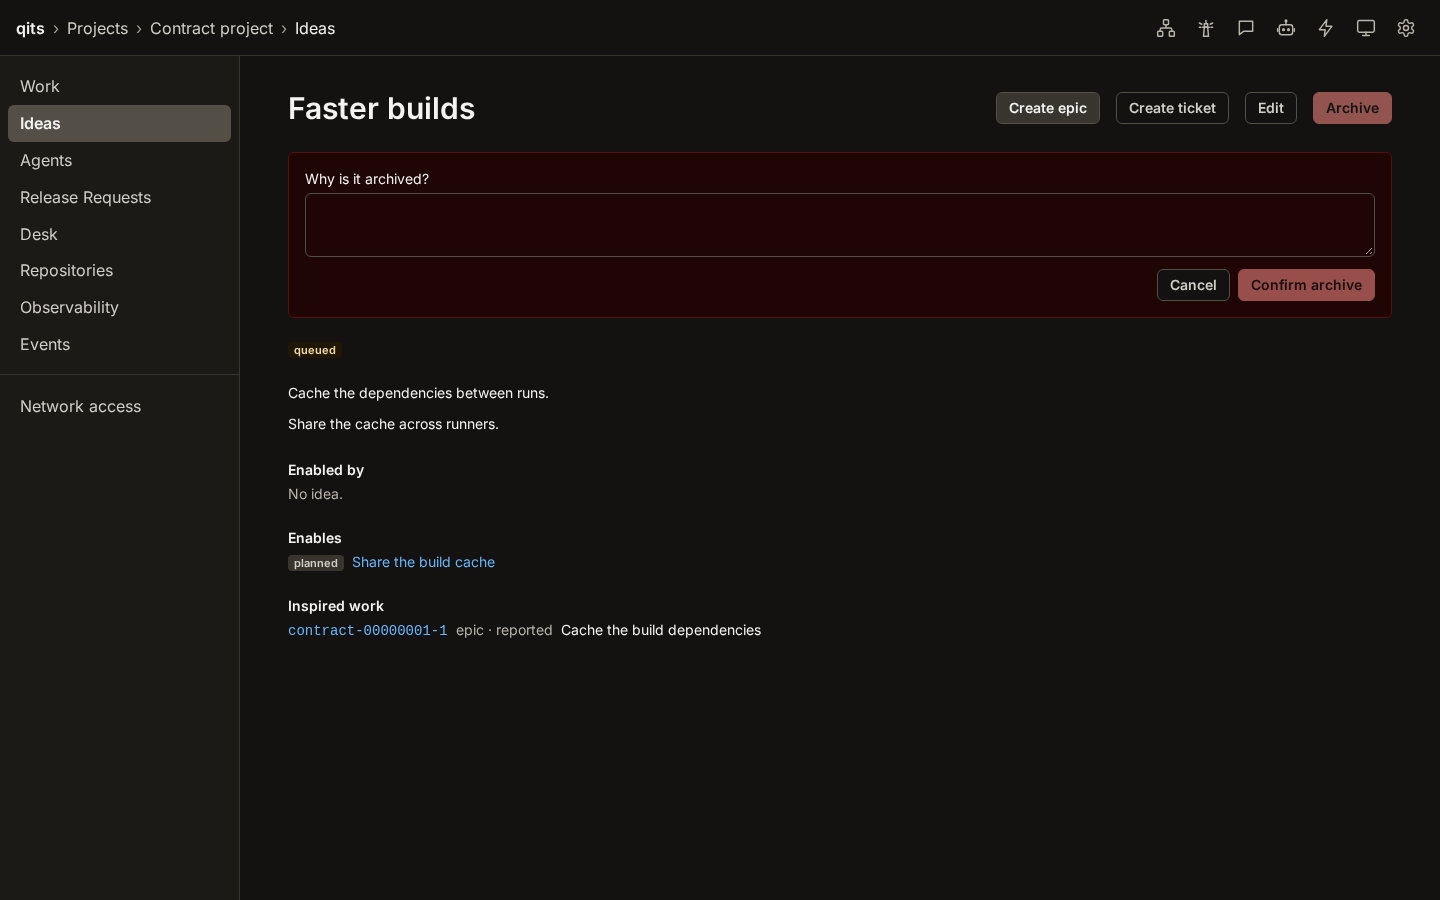 qits › Projects › Contract project › Ideas
Work
Ideas
Agents
Release Requests
Desk
Repositories
Observability
Events
Network access
Faster builds
Create epic
Create ticket
Edit
Archive
Why is it archived?
Cancel
Confirm archive
queued
Cache the dependencies between runs.
Share the cache across runners.
Enabled by
No idea.
Enables
planned Share the build cache
Inspired work
contract-00000001-1 epic · reported Cache the build dependencies